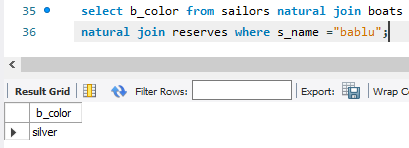 35 select b_color from sailors natural join boats
36 natural join reserves where s_name ="bablu";
Result Grid Filter Rows: Export: Wrap C
b_color
silver